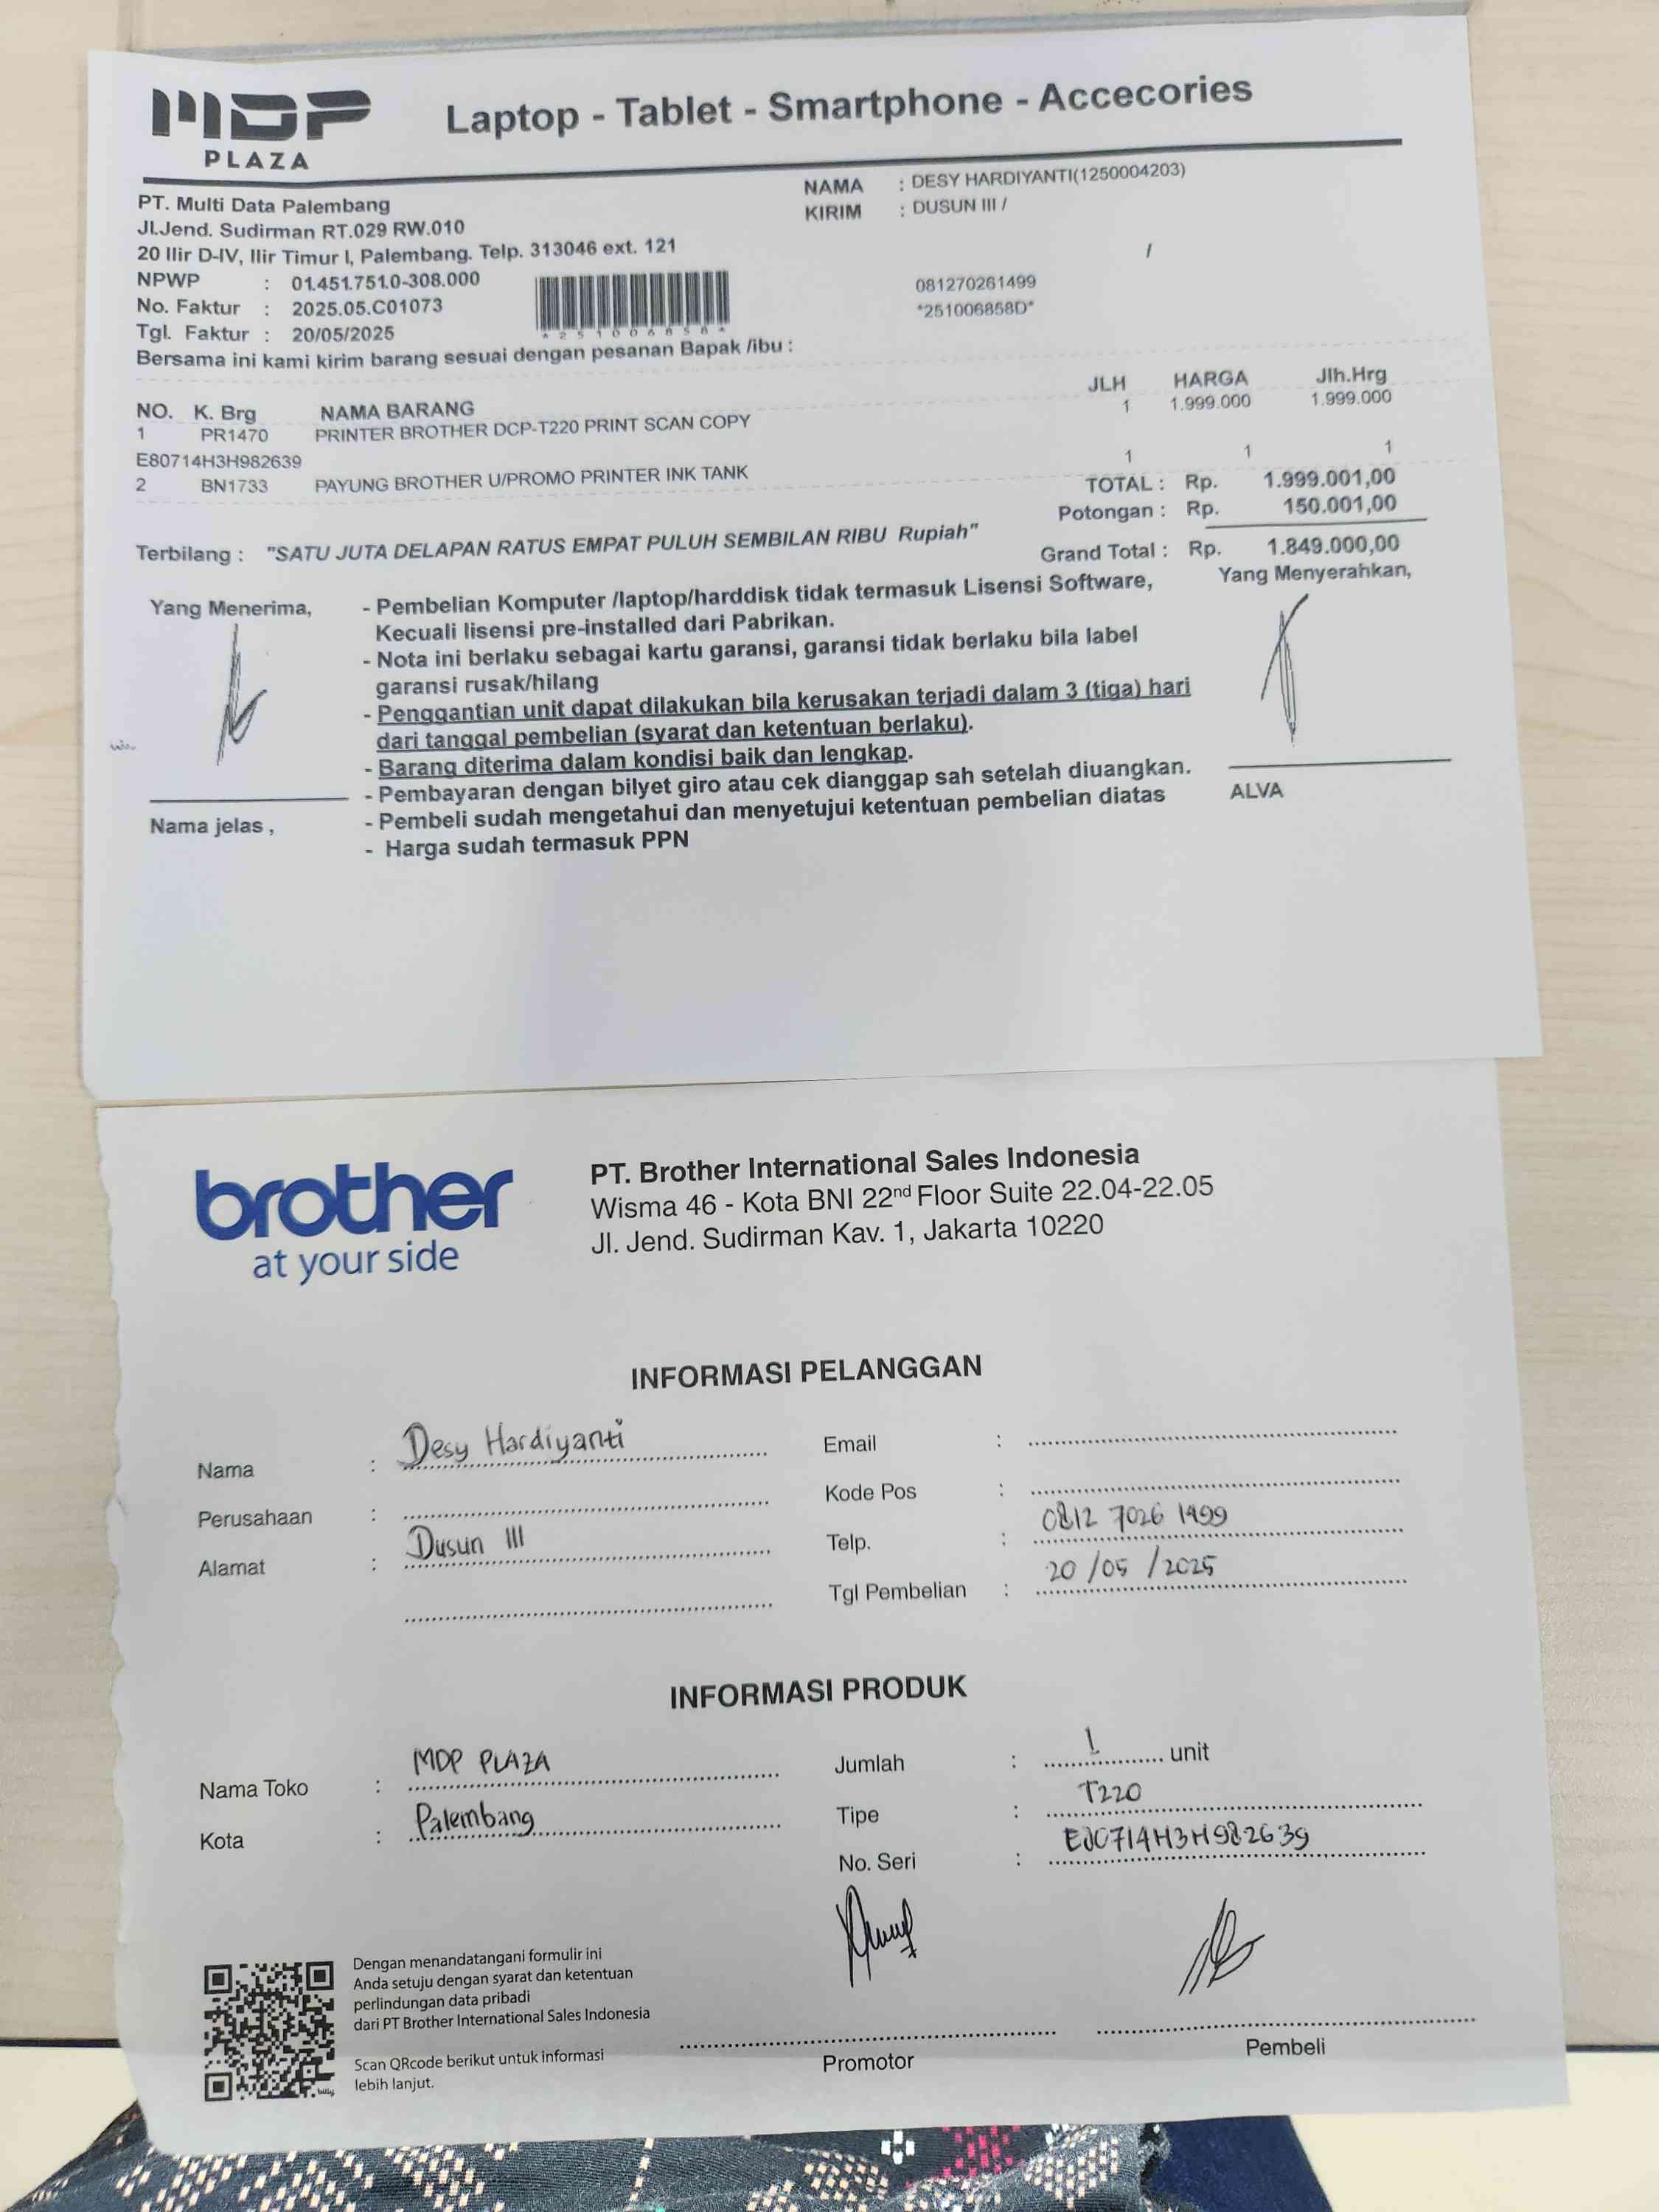 MDP
PLAZA
Laptop - Tablet - Smartphone - Accecories
PT. Multi Data Palembang
Jl.Jend. Sudirman RT.029 RW.010
20 Ilir D-IV, Ilir Timur I, Palembang. Telp. 313046 ext. 121
NPWP : 01.451.751.0-308.000
No. Faktur : 2025.05.C01073
Tgl. Faktur : 20/05/2025
*251006858*
NAMA : DESY HARDIYANTI(1250004203)
KIRIM : DUSUN III /
/
081270261499
*251006858D*
Bersama ini kami kirim barang sesuai dengan pesanan Bapak /ibu :
NO. K. Brg NAMA BARANG JLH HARGA Jlh.Hrg
1 PR1470 PRINTER BROTHER DCP-T220 PRINT SCAN COPY 1 1.999.000 1.999.000
E80714H3H982639
2 BN1733 PAYUNG BROTHER U/PROMO PRINTER INK TANK 1 1 1
TOTAL : Rp. 1.999.001,00
Potongan : Rp. 150.001,00
Terbilang : "SATU JUTA DELAPAN RATUS EMPAT PULUH SEMBILAN RIBU Rupiah"
Grand Total : Rp. 1.849.000,00
Yang Menerima,
Nama jelas ,
- Pembelian Komputer /laptop/harddisk tidak termasuk Lisensi Software,
Kecuali lisensi pre-installed dari Pabrikan.
- Nota ini berlaku sebagai kartu garansi, garansi tidak berlaku bila label
garansi rusak/hilang
- Penggantian unit dapat dilakukan bila kerusakan terjadi dalam 3 (tiga) hari
dari tanggal pembelian (syarat dan ketentuan berlaku).
- Barang diterima dalam kondisi baik dan lengkap.
- Pembayaran dengan bilyet giro atau cek dianggap sah setelah diuangkan.
- Pembeli sudah mengetahui dan menyetujui ketentuan pembelian diatas
- Harga sudah termasuk PPN
Yang Menyerahkan,
ALVA
brother
at your side
PT. Brother International Sales Indonesia
Wisma 46 - Kota BNI 22nd Floor Suite 22.04-22.05
Jl. Jend. Sudirman Kav. 1, Jakarta 10220
INFORMASI PELANGGAN
Nama : Desy Hardiyanti
Perusahaan :
Alamat : Dusun III
Email :
Kode Pos :
Telp. : 0812 7026 1499
Tgl Pembelian : 20/05/2025
INFORMASI PRODUK
Nama Toko : MDP PLAZA
Kota : Palembang
Jumlah : 1 unit
Tipe : T220
No. Seri : E80714H3H982639
Dengan menandatangani formulir ini
Anda setuju dengan syarat dan ketentuan
perlindungan data pribadi
dari PT Brother International Sales Indonesia
Scan QRcode berikut untuk informasi
lebih lanjut.
Promotor
Pembeli